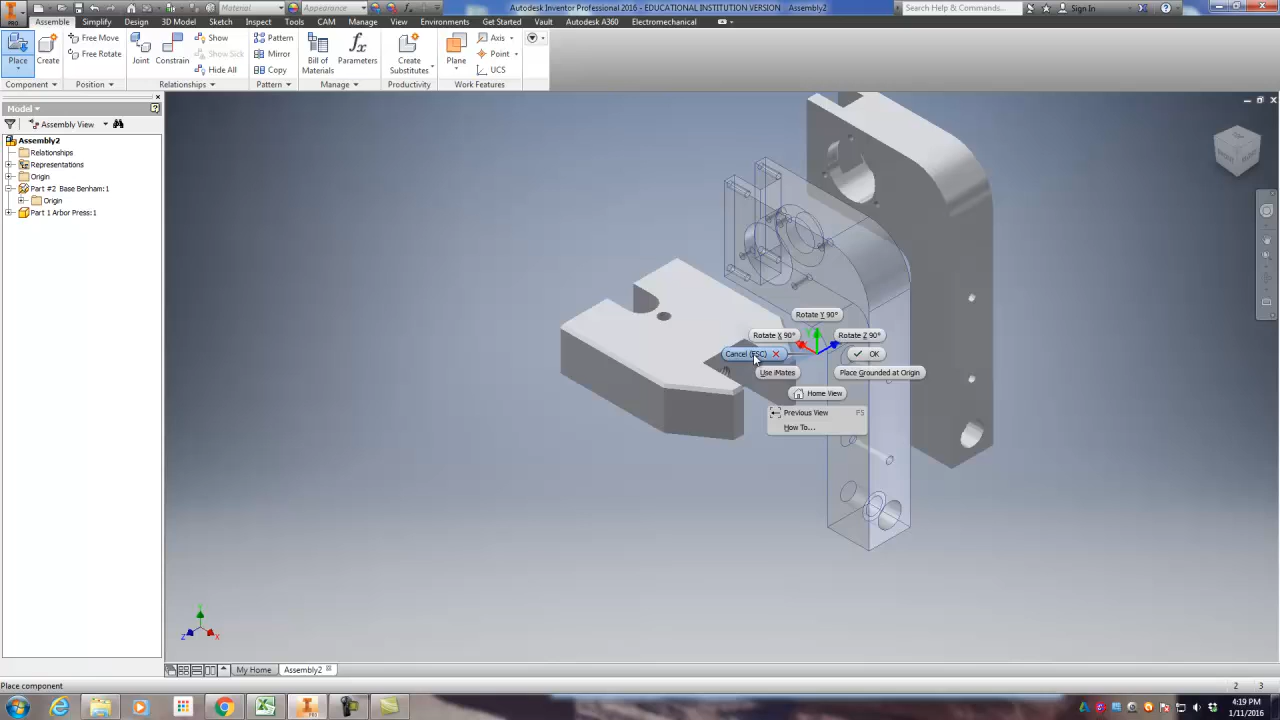 Material
Appearance
Autodesk Inventor Professional 2016 - EDUCATIONAL INSTITUTION VERSION - Assembly2
Search Help & Commands...
Sign In
PRO
Assemble Simplify Design 3D Model Sketch Inspect Tools CAM Manage View Environments Get Started Vault Autodesk A360 Electromechanical
Place
Create
Free Move
Free Rotate
Joint
Constrain
Show
Show Sick
Hide All
Pattern
Mirror
Copy
Bill of
Materials
Parameters
Create
Substitutes
Plane
Axis
Point
UCS
Component Position Relationships Pattern Manage Productivity Work Features
Model
Assembly View
Assembly2
Relationships
Representations
Origin
Part #2 Base Benham:1
Origin
Part 1 Arbor Press:1
Rotate Y 90°
Rotate X 90°
Rotate Z 90°
Cancel (ESC)
OK
Use iMates
Place Grounded at Origin
Home View
Previous View F5
How To...
Y
Z
X
My Home
Assembly2
Place component
2 3
PRO
4:19 PM
1/11/2016